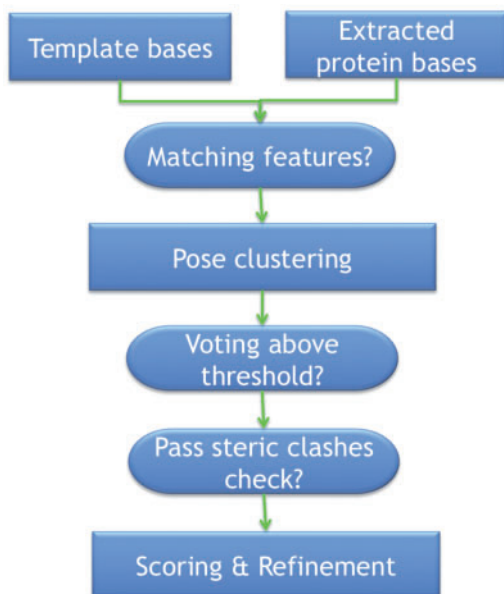 Template bases
Extracted
protein bases
Matching features?
Pose clustering
Voting above
threshold?
Pass steric clashes
check?
Scoring & Refinement